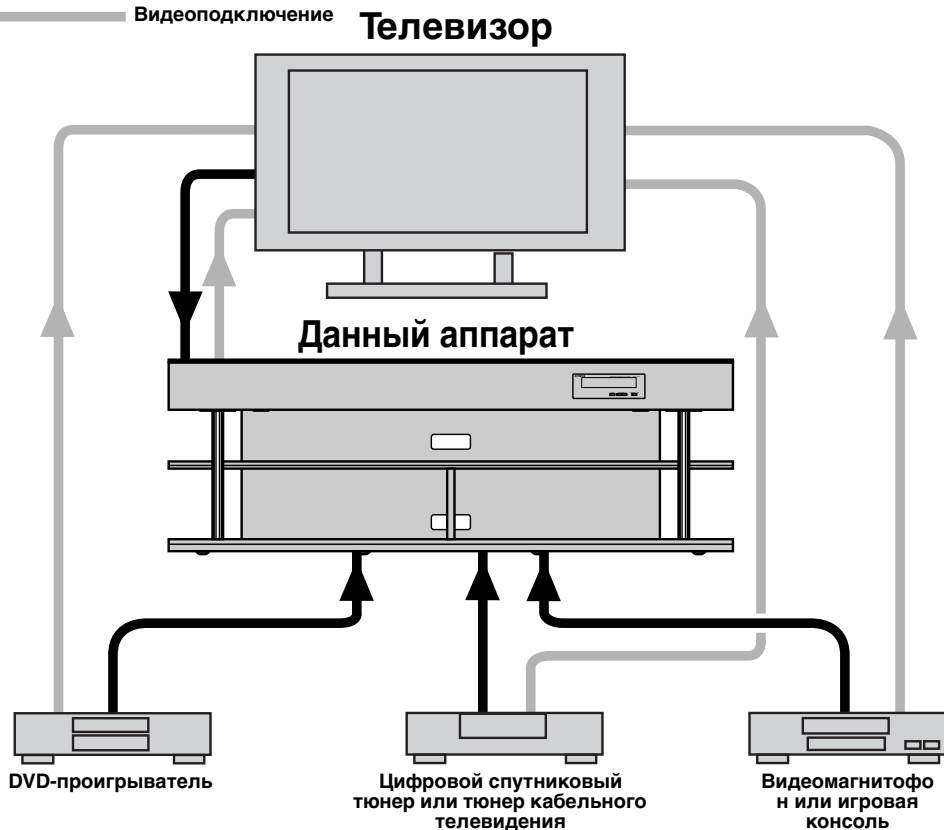 Видеоподключение
Телевизор
Данный аппарат
DVD-проигрыватель
Цифровой спутниковый
тюнер или тюнер кабельного
телевидения
Видеомагнитофо
н или игровая
консоль